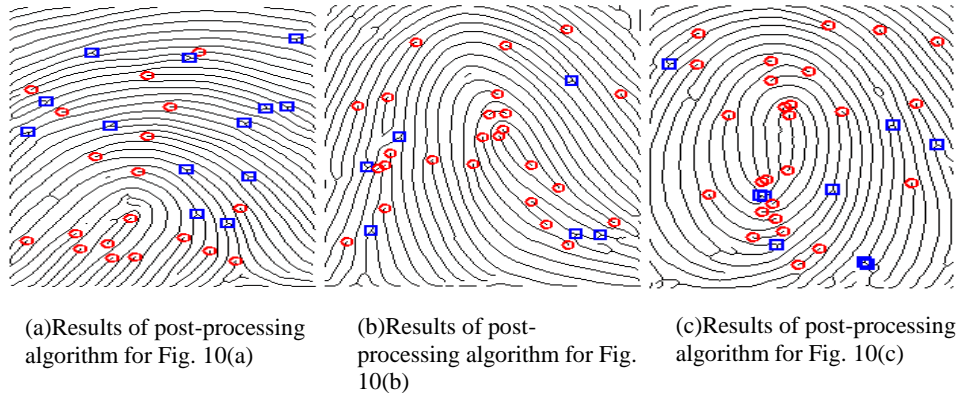 (a)Results of post-processing
algorithm for Fig. 10(a)
(b)Results of post-
processing algorithm for Fig.
10(b)
(c)Results of post-processing
algorithm for Fig. 10(c)